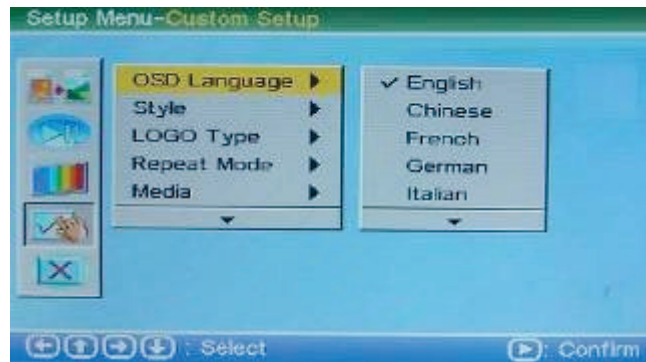 Setup Menu-Custom Setup
OSD Language
Style
LOGO Type
Repeat Mode
Media
✓ English
Chinese
French
German
Italian
: Select
: Confirm